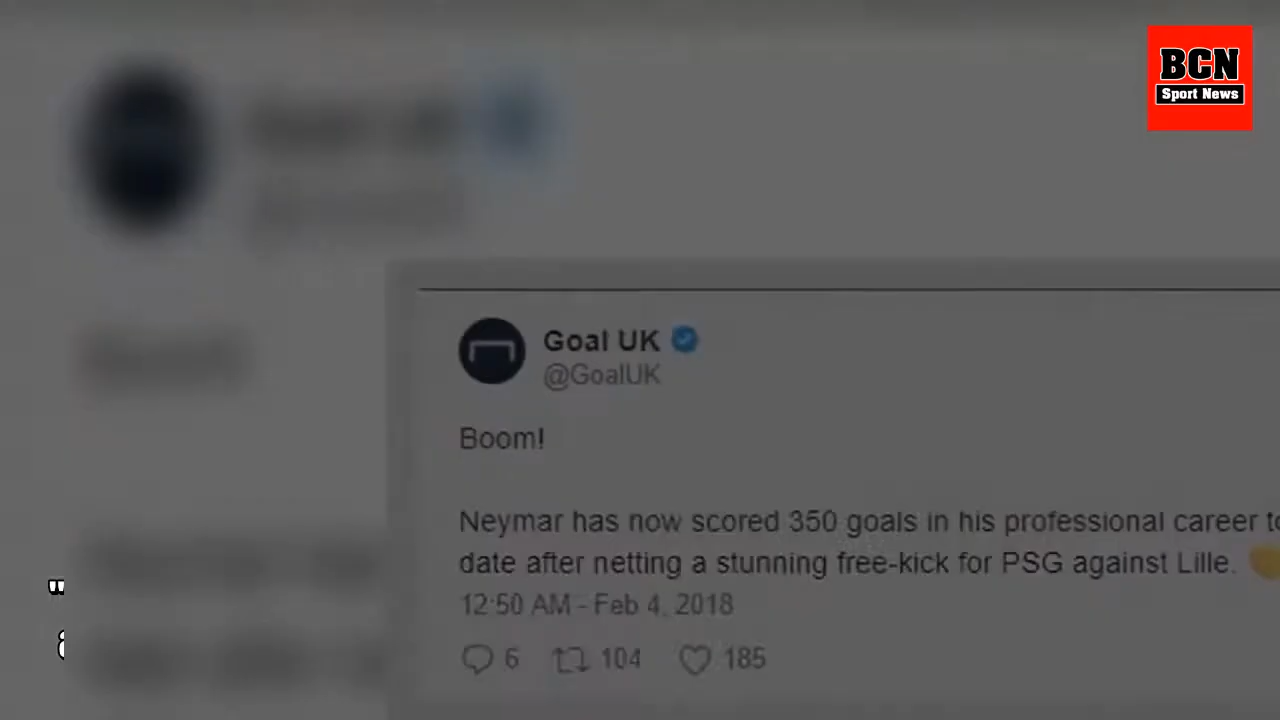 BCN
Sport News
Goal UK
@GoalUK
Boom!
Neymar has now scored 350 goals in his professional career to
date after netting a stunning free-kick for PSG against Lille.
12:50 AM - Feb 4, 2018
6 104 185
"